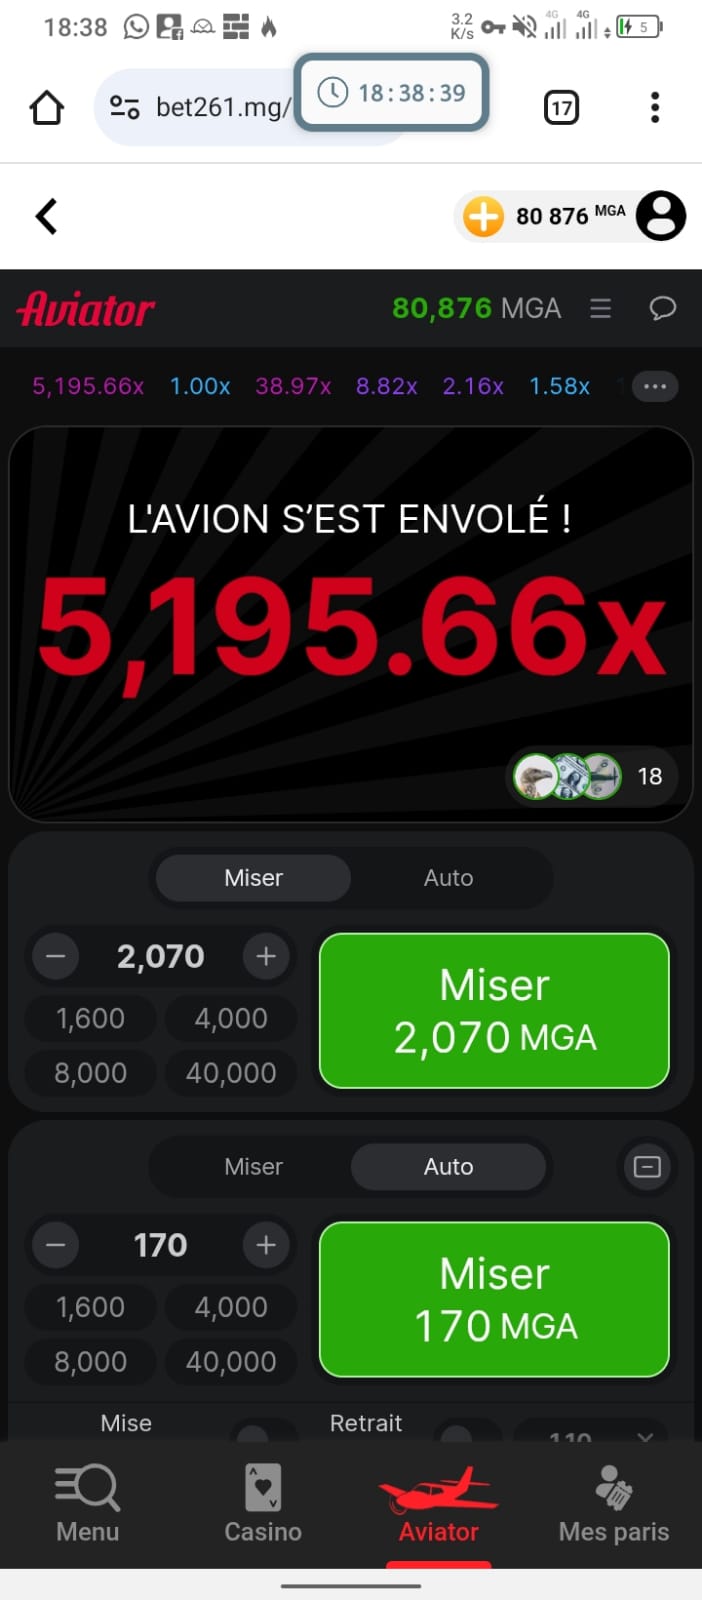 18:38
3.2
K/s
4G
4G
5
bet261.mg/
18:38:39
17
80 876 MGA
Aviator
80,876 MGA
5,195.66x 1.00x 38.97x 8.82x 2.16x 1.58x
L'AVION S'EST ENVOLÉ !
5,195.66x
18
Miser Auto
2,070
1,600 4,000
8,000 40,000
Miser
2,070 MGA
Miser Auto
170
1,600 4,000
8,000 40,000
Miser
170 MGA
Mise Retrait
Menu Casino Aviator Mes paris